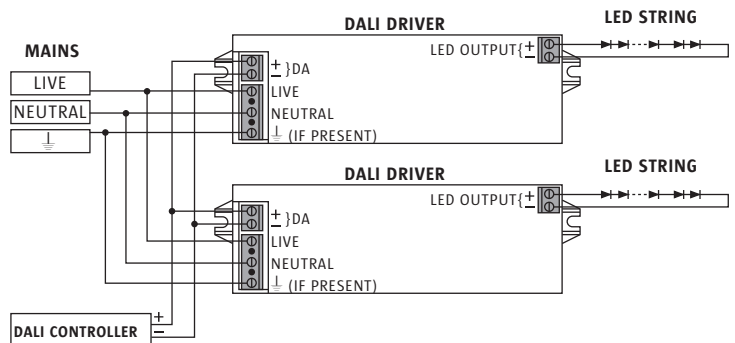 DALI DRIVER
LED STRING
LED OUTPUT{
+
−
MAINS
LIVE
NEUTRAL
⏚
+
−
}DA
LIVE
NEUTRAL
⏚ (IF PRESENT)
DALI DRIVER
LED STRING
LED OUTPUT{
+
−
+
−
}DA
LIVE
NEUTRAL
⏚ (IF PRESENT)
DALI CONTROLLER
+
−